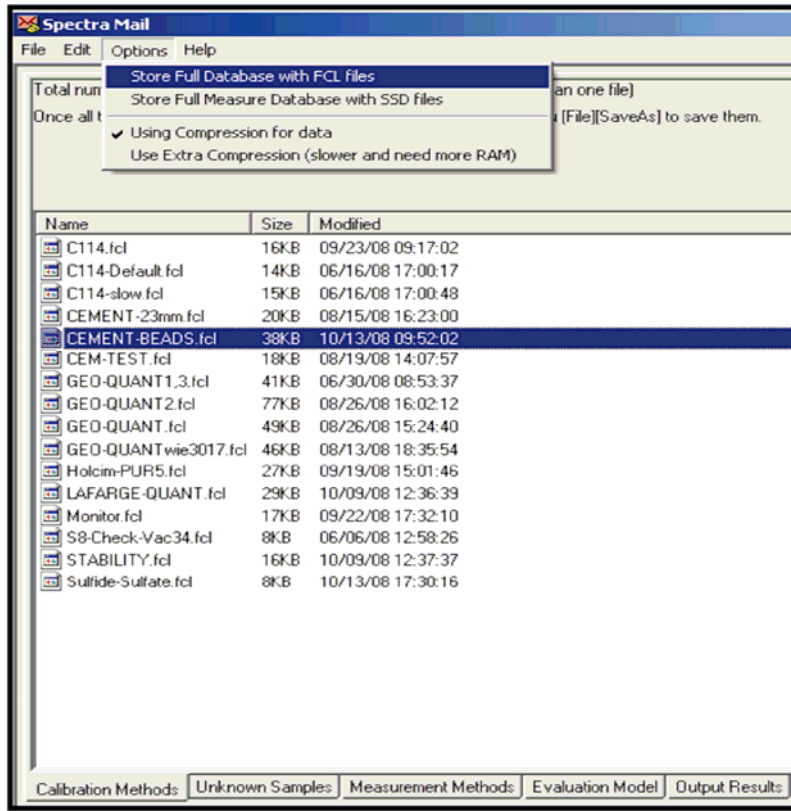 Spectra Mail
File Edit Options Help
Store Full Database with FCL files
Store Full Measure Database with SSD files
Using Compression for data
Use Extra Compression (slower and need more RAM)
Total num an one file)
Once all t [File][SaveAs] to save them.
Name Size Modified
C114.fcl 16KB 09/23/08 09:17:02
C114-Default.fcl 14KB 06/16/08 17:00:17
C114-slow.fcl 15KB 06/16/08 17:00:48
CEMENT-23mm.fcl 20KB 08/15/08 16:23:00
CEMENT-BEADS.fcl 38KB 10/13/08 09:52:02
CEM-TEST.fcl 18KB 08/19/08 14:07:57
GEO-QUANT1,3.fcl 41KB 06/30/08 08:53:37
GEO-QUANT2.fcl 77KB 08/26/08 16:02:12
GEO-QUANT.fcl 49KB 08/26/08 15:24:40
GEO-QUANTwie3017.fcl 46KB 08/13/08 18:35:54
Holcim-PUR5.fcl 27KB 09/19/08 15:01:46
LAFARGE-QUANT.fcl 29KB 10/09/08 12:36:39
Monitor.fcl 17KB 09/22/08 17:32:10
S8-Check-Vac34.fcl 8KB 06/06/08 12:58:26
STABILITY.fcl 16KB 10/09/08 12:37:37
Sulfide-Sulfate.fcl 8KB 10/13/08 17:30:16
Calibration Methods Unknown Samples Measurement Methods Evaluation Model Output Results